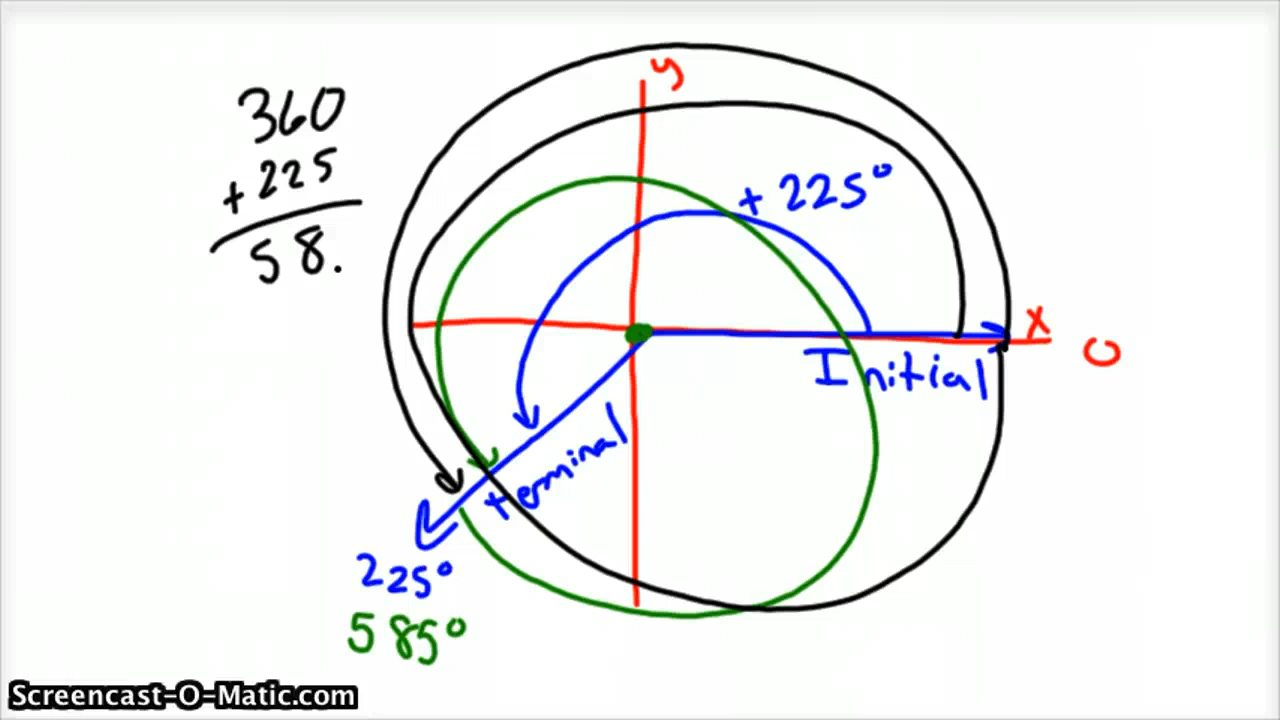 360
+ 225
58.
y
+ 225°
x
O
Initial
terminal
225°
585°
Screencast-O-Matic.com